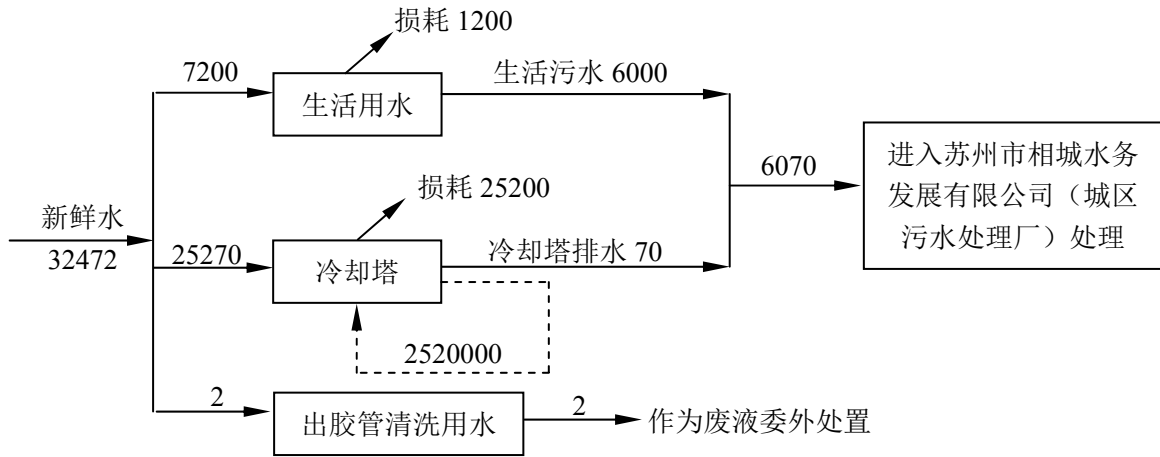 损耗 1200
7200
生活污水 6000
生活用水
进入苏州市相城水务
发展有限公司（城区
污水处理厂）处理
6070
损耗 25200
新鲜水
32472
25270
冷却塔排水 70
冷却塔
2520000
2
出胶管清洗用水
2
作为废液委外处置